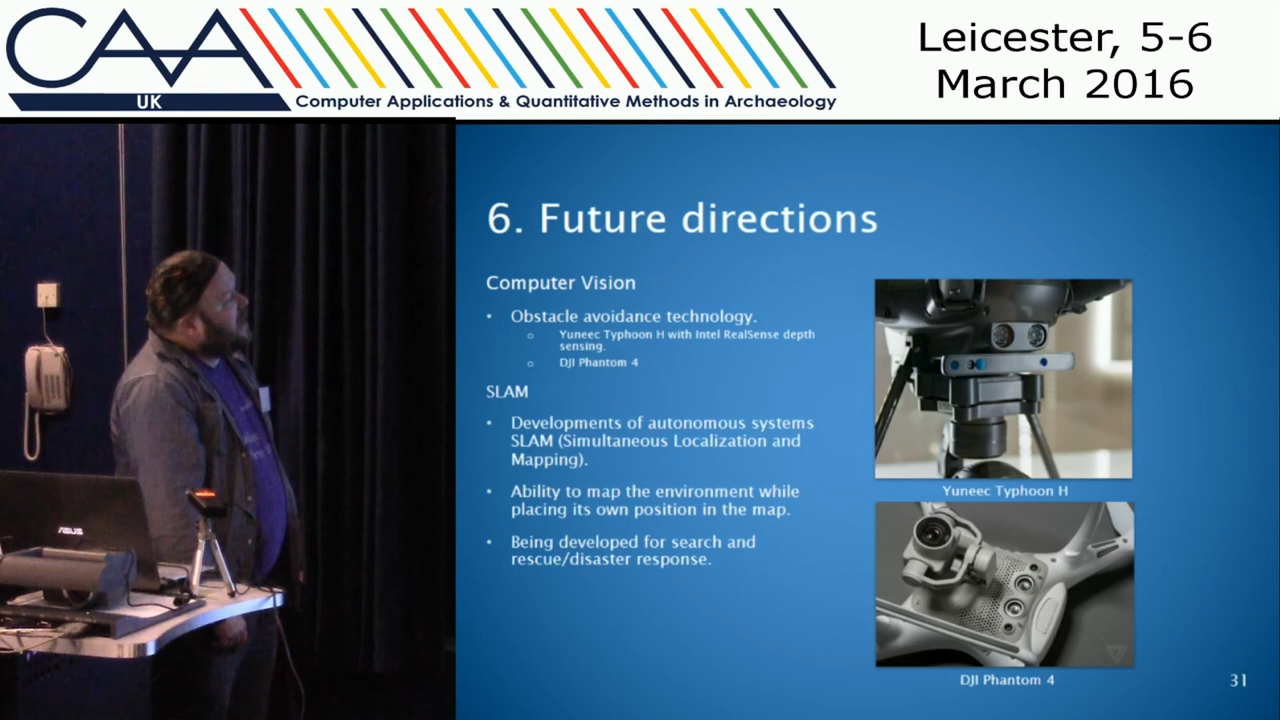 CAA
UK
Computer Applications & Quantitative Methods in Archaeology
Leicester, 5-6
March 2016
6. Future directions
Computer Vision
• Obstacle avoidance technology.
o Yuneec Typhoon H with Intel RealSense depth
sensing.
o DJI Phantom 4
SLAM
• Developments of autonomous systems
SLAM (Simultaneous Localization and
Mapping).
• Ability to map the environment while
placing its own position in the map.
• Being developed for search and
rescue/disaster response.
Yuneec Typhoon H
DJI Phantom 4
31
ASUS